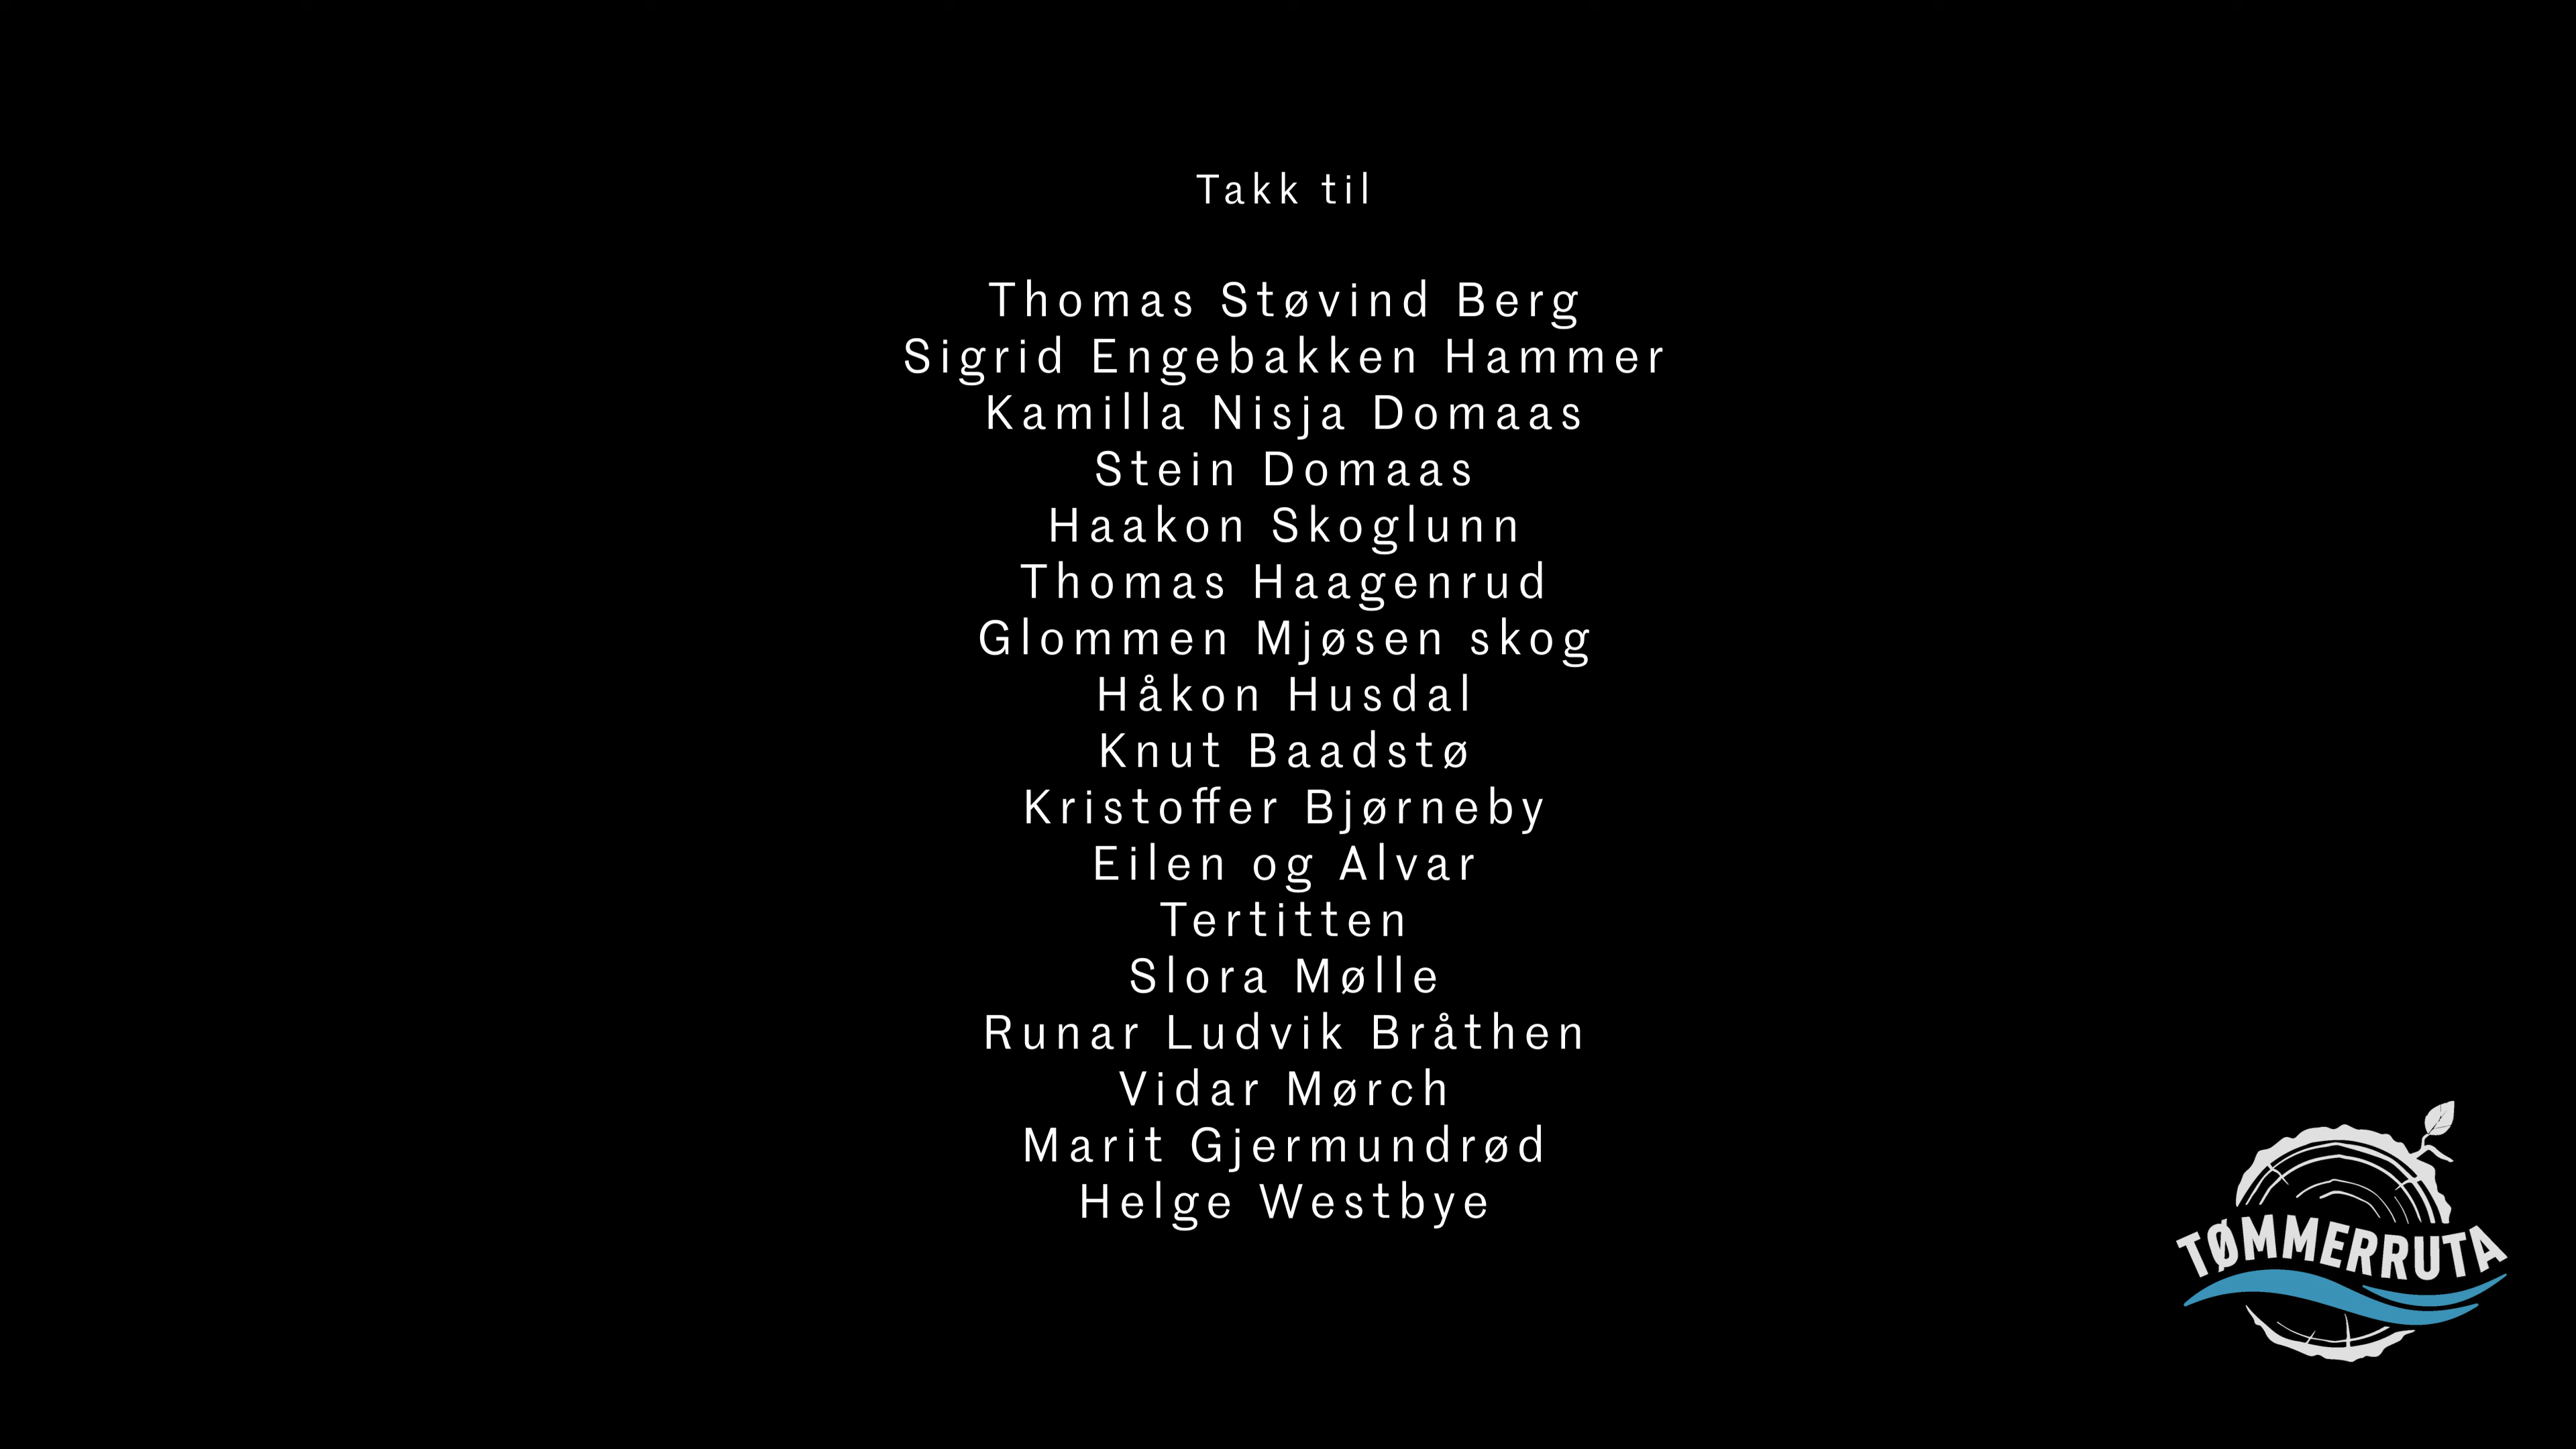 Takk til
Thomas Støvind Berg
Sigrid Engebakken Hammer
Kamilla Nisja Domaas
Stein Domaas
Haakon Skoglunn
Thomas Haagenrud
Glommen Mjøsen skog
Håkon Husdal
Knut Baadstø
Kristoffer Bjørneby
Eilen og Alvar
Tertitten
Slora Mølle
Runar Ludvik Bråthen
Vidar Mørch
Marit Gjermundrød
Helge Westbye
TØMMERRUTA